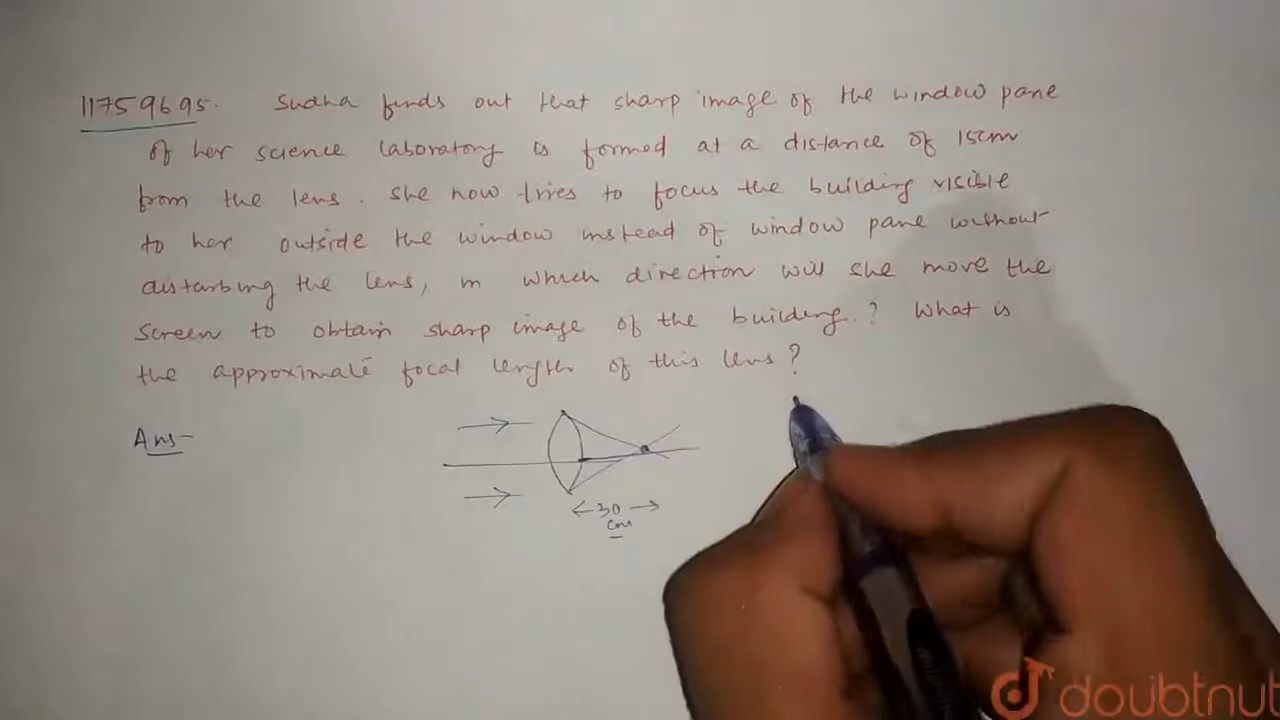 11759695. Sudha finds out that sharp image of the window pane
of her science laboratory is formed at a distance of 15cm
from the lens. She now tries to focus the building visible
to her outside the window instead of window pane without
disturbing the lens, in which direction will she move the
screen to obtain sharp image of the building? What is
the approximate focal length of this lens?
Ans-
30
cm
doubtnut